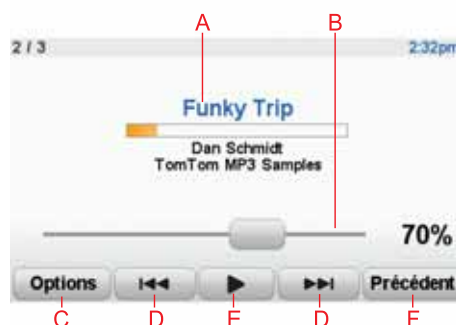 A B
2 / 3 2:32pm
Funky Trip
Dan Schmidt
TomTom MP3 Samples
70%
Options Précédent
C D E D F